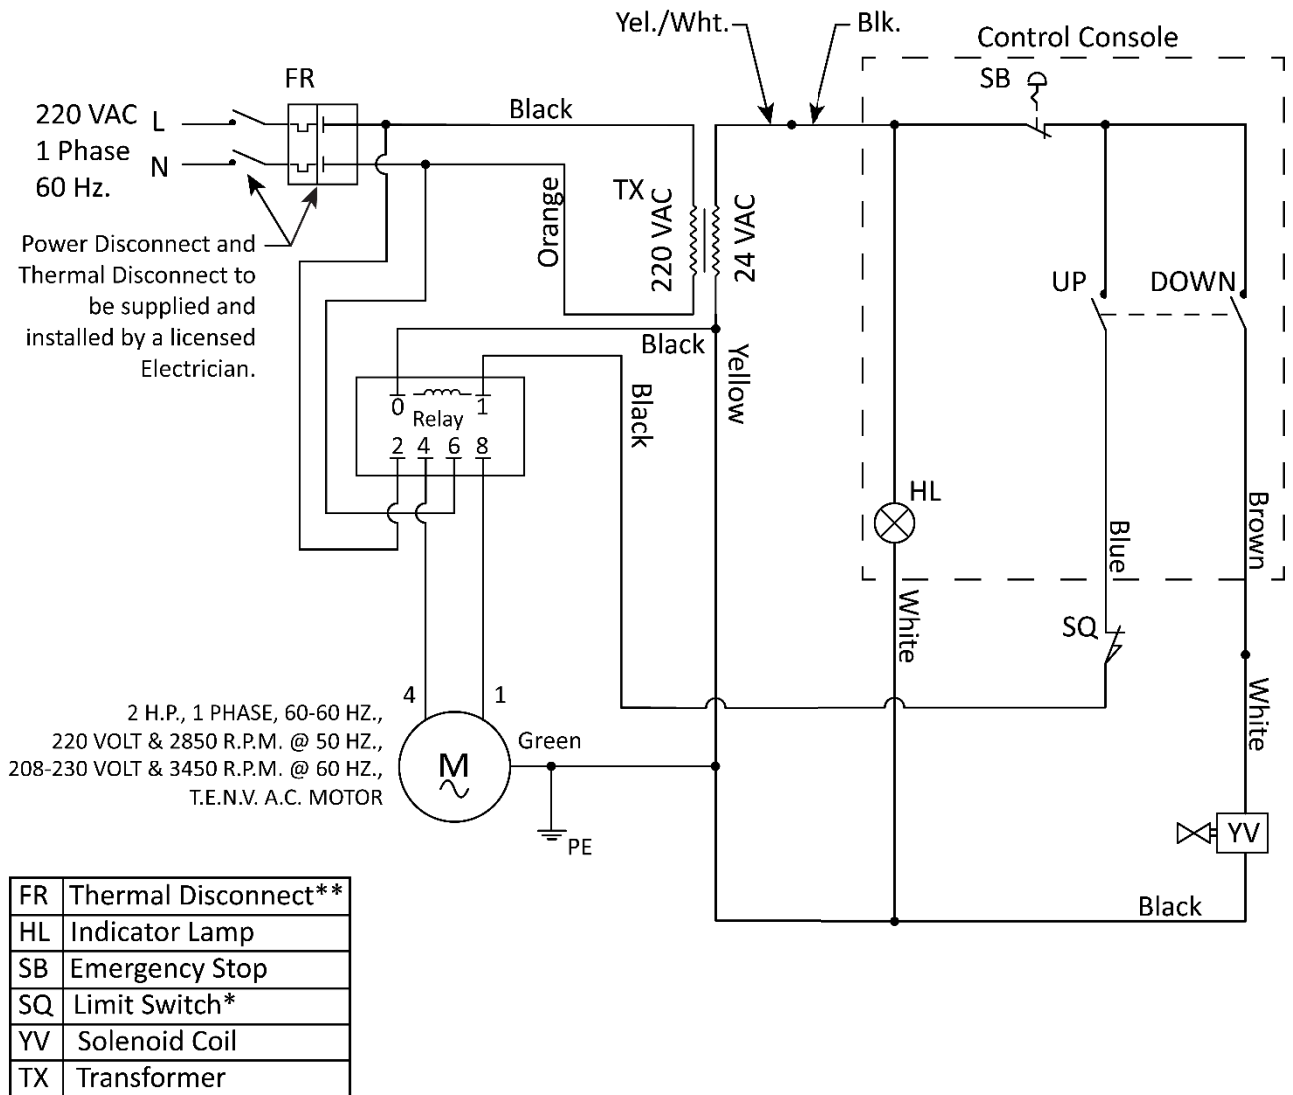 Yel./Wht.
Blk.
Control Console
FR
SB
220 VAC
L
1 Phase
N
60 Hz.
Black
Orange
TX
220 VAC
24 VAC
Power Disconnect and
Thermal Disconnect to
be supplied and
installed by a licensed
Electrician.
UP
DOWN
Black
Yellow
Black
0
1
Relay
2 4 6 8
HL
Blue
Brown
White
SQ
White
4
1
2 H.P., 1 PHASE, 60-60 HZ.,
220 VOLT & 2850 R.P.M. @ 50 HZ.,
208-230 VOLT & 3450 R.P.M. @ 60 HZ.,
T.E.N.V. A.C. MOTOR
M
Green
PE
YV
Black
FR Thermal Disconnect**
HL Indicator Lamp
SB Emergency Stop
SQ Limit Switch*
YV Solenoid Coil
TX Transformer